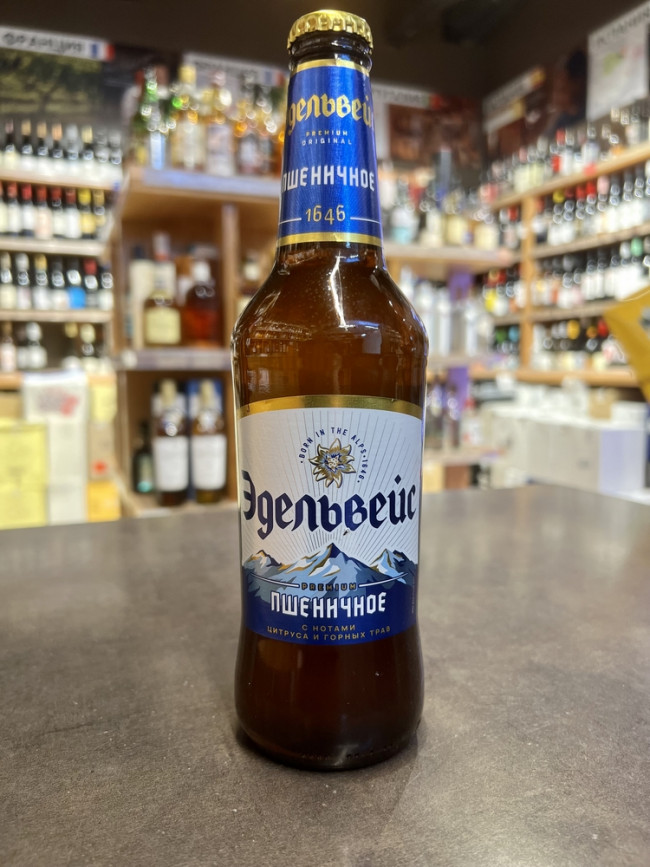 ФРАНЦИЯ
Эдельвейс
PREMIUM
ORIGINAL
ПШЕНИЧНОЕ
1646
• BORN IN THE ALPS • 1646 •
Эдельвейс
PREMIUM
ПШЕНИЧНОЕ
С НОТАМИ
ЦИТРУСА И ГОРНЫХ ТРАВ